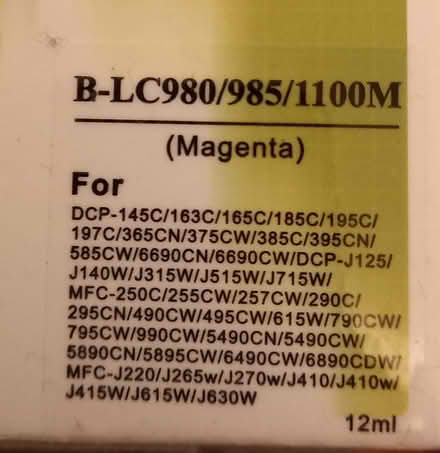 B-LC980/985/1100M
(Magenta)
For
DCP-145C/163C/165C/185C/195C/
197C/365CN/375CW/385C/395CN/
585CW/6690CN/6690CW/DCP-J125/
J140W/J315W/J515W/J715W/
MFC-250C/255CW/257CW/290C/
295CN/490CW/495CW/615W/790CW/
795CW/990CW/5490CN/5490CW/
5890CN/5895CW/6490CW/6890CDW/
MFC-J220/J265w/J270w/J410/J410w/
J415W/J615W/J630W
12ml